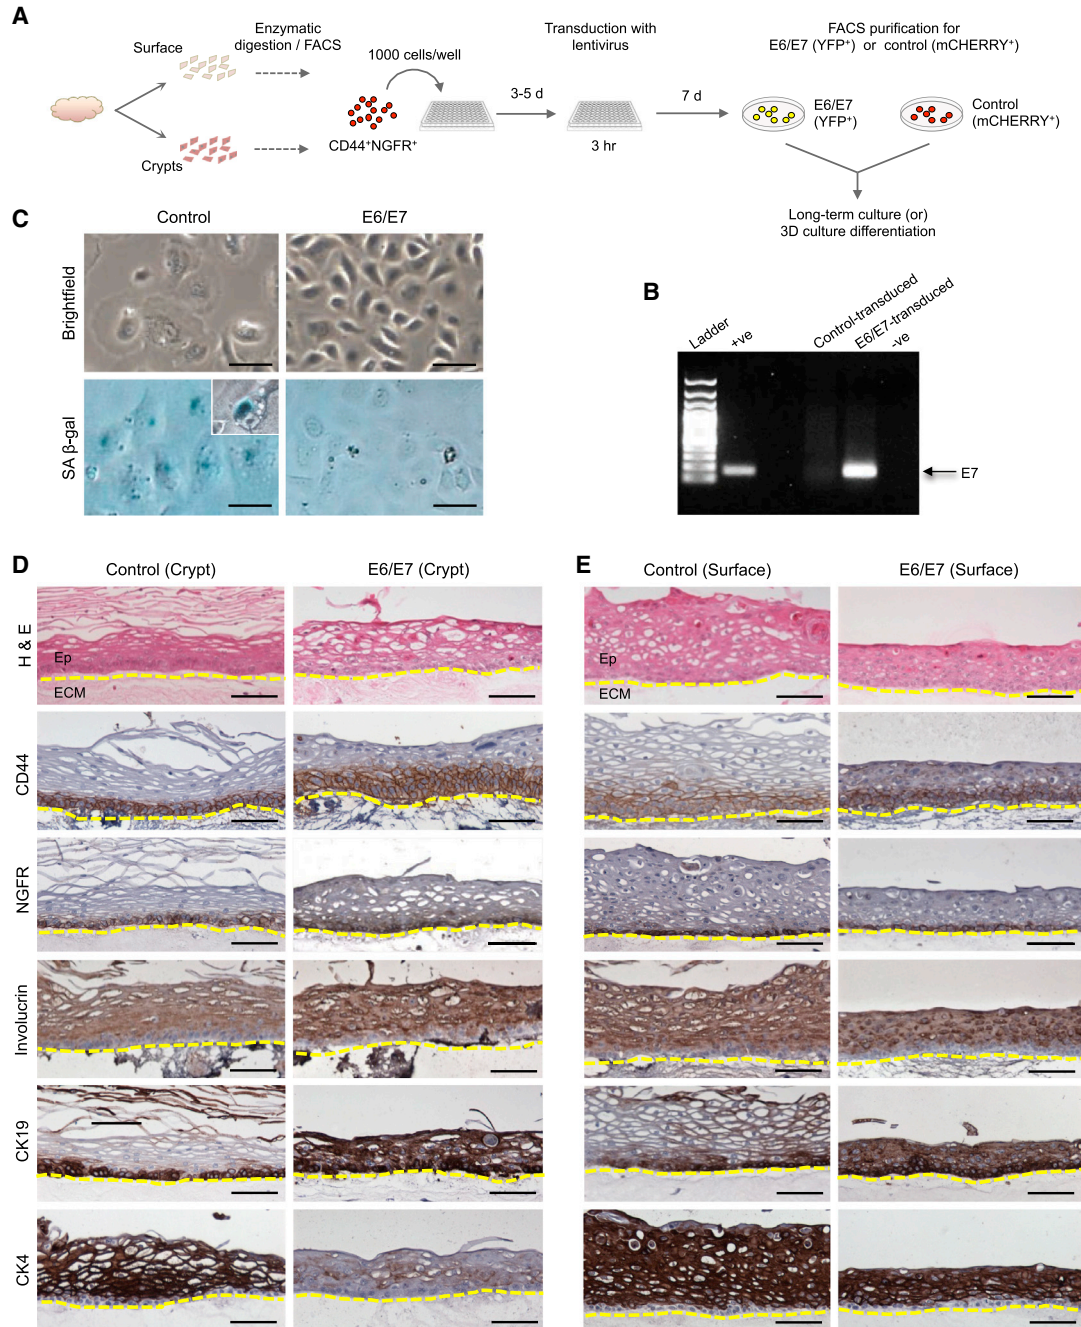 A
Surface
Crypts
Enzymatic
digestion / FACS
1000 cells/well
CD44⁺NGFR⁺
3-5 d
Transduction with
lentivirus
3 hr
7 d
FACS purification for
E6/E7 (YFP⁺) or control (mCHERRY⁺)
E6/E7
(YFP⁺)
Control
(mCHERRY⁺)
Long-term culture (or)
3D culture differentiation
C
Control
E6/E7
Brightfield
SA β-gal
B
Ladder
+ve
Control-transduced
E6/E7-transduced
-ve
E7
D
Control (Crypt)
E6/E7 (Crypt)
H & E
Ep
ECM
CD44
NGFR
Involucrin
CK19
CK4
E
Control (Surface)
E6/E7 (Surface)
Ep
ECM